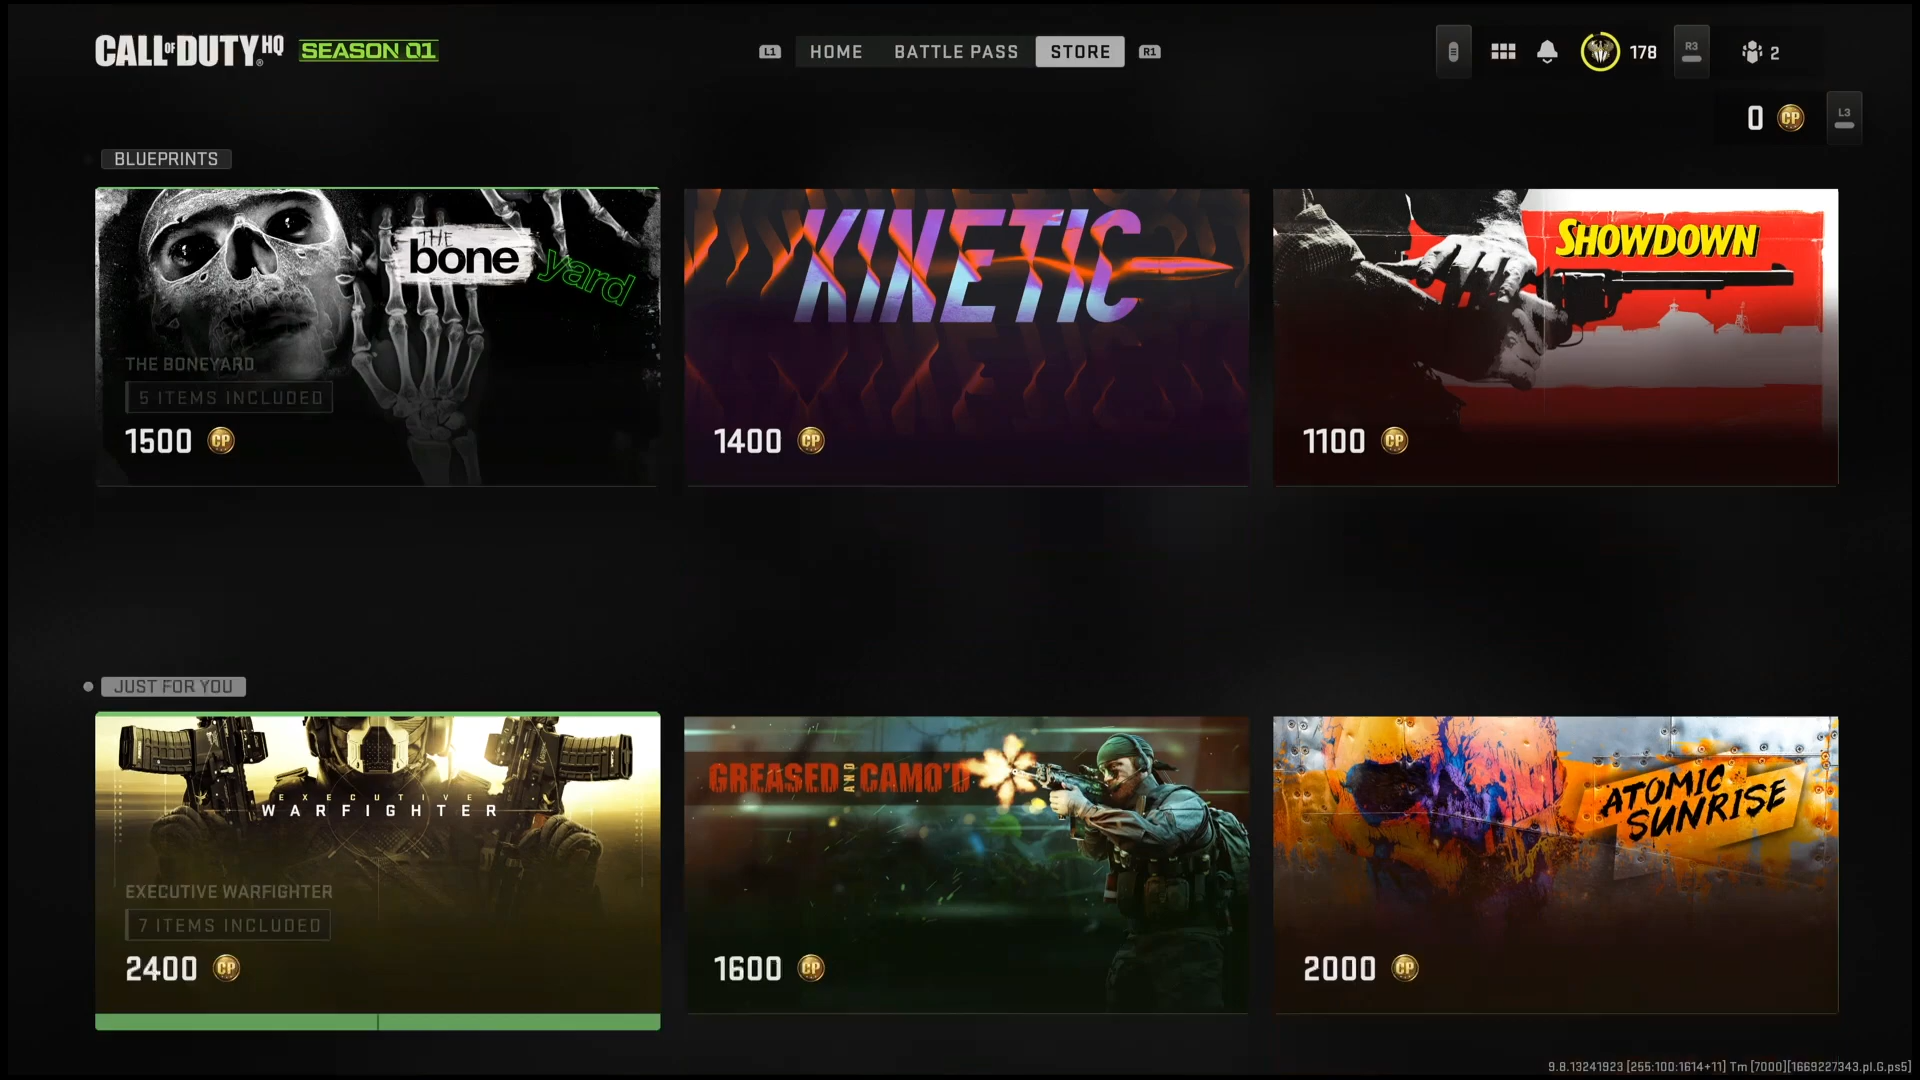 CALL OF DUTY HQ SEASON 01
L1 HOME BATTLE PASS STORE R1
178 R3 2
0 CP L3
BLUEPRINTS
THE
bone
yard
THE BONEYARD
5 ITEMS INCLUDED
1500 CP
KINETIC
1400 CP
SHOWDOWN
1100 CP
JUST FOR YOU
EXECUTIVE
WARFIGHTER
EXECUTIVE WARFIGHTER
7 ITEMS INCLUDED
2400 CP
GREASED AND CAMO'D
1600 CP
ATOMIC
SUNRISE
2000 CP
9.8.13241923 [255:100:1614+11] Tm [7000][1669227343.pl.G.ps5]